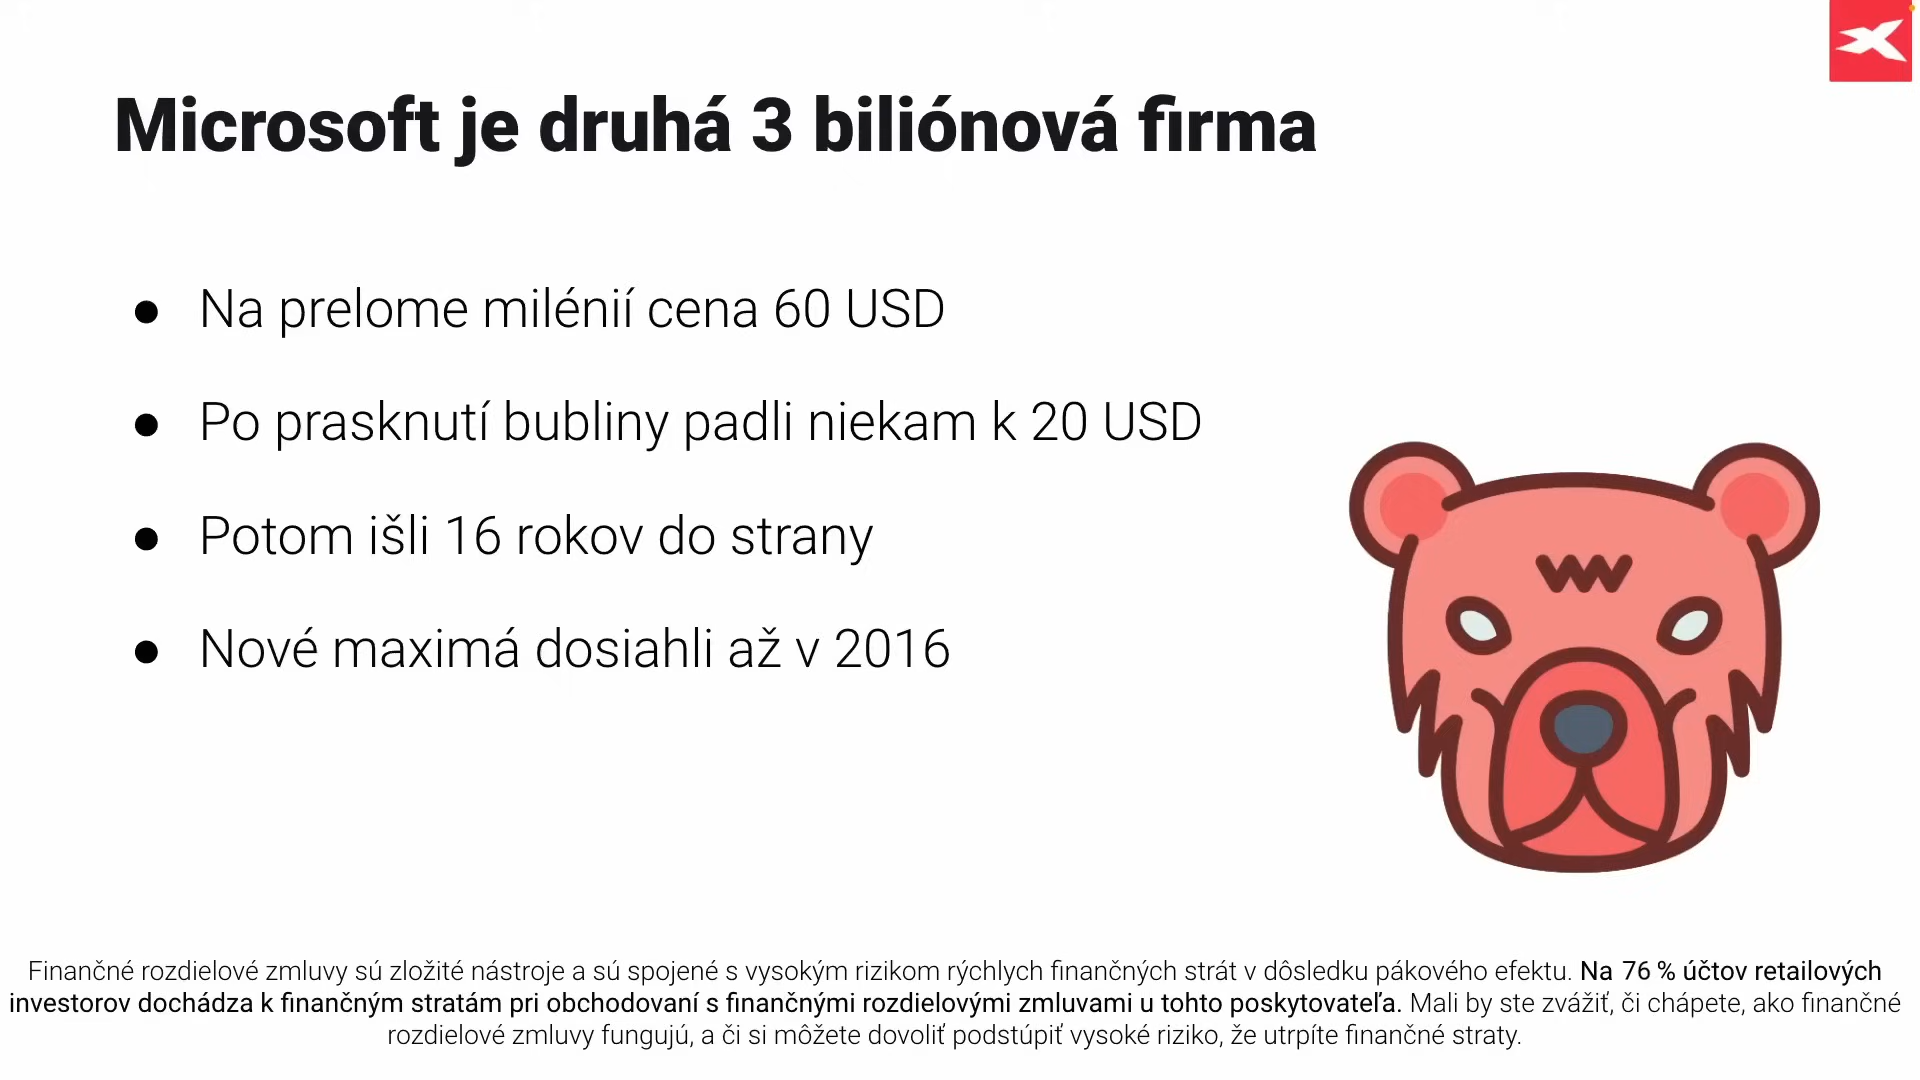 Microsoft je druhá 3 biliónová firma
● Na prelome milénií cena 60 USD
● Po prasknutí bubliny padli niekam k 20 USD
● Potom išli 16 rokov do strany
● Nové maximá dosiahli až v 2016
Finančné rozdielové zmluvy sú zložité nástroje a sú spojené s vysokým rizikom rýchlych finančných strát v dôsledku pákového efektu. Na 76 % účtov retailových
investorov dochádza k finančným stratám pri obchodovaní s finančnými rozdielovými zmluvami u tohto poskytovateľa. Mali by ste zvážiť, či chápete, ako finančné
rozdielové zmluvy fungujú, a či si môžete dovoliť podstúpiť vysoké riziko, že utrpíte finančné straty.